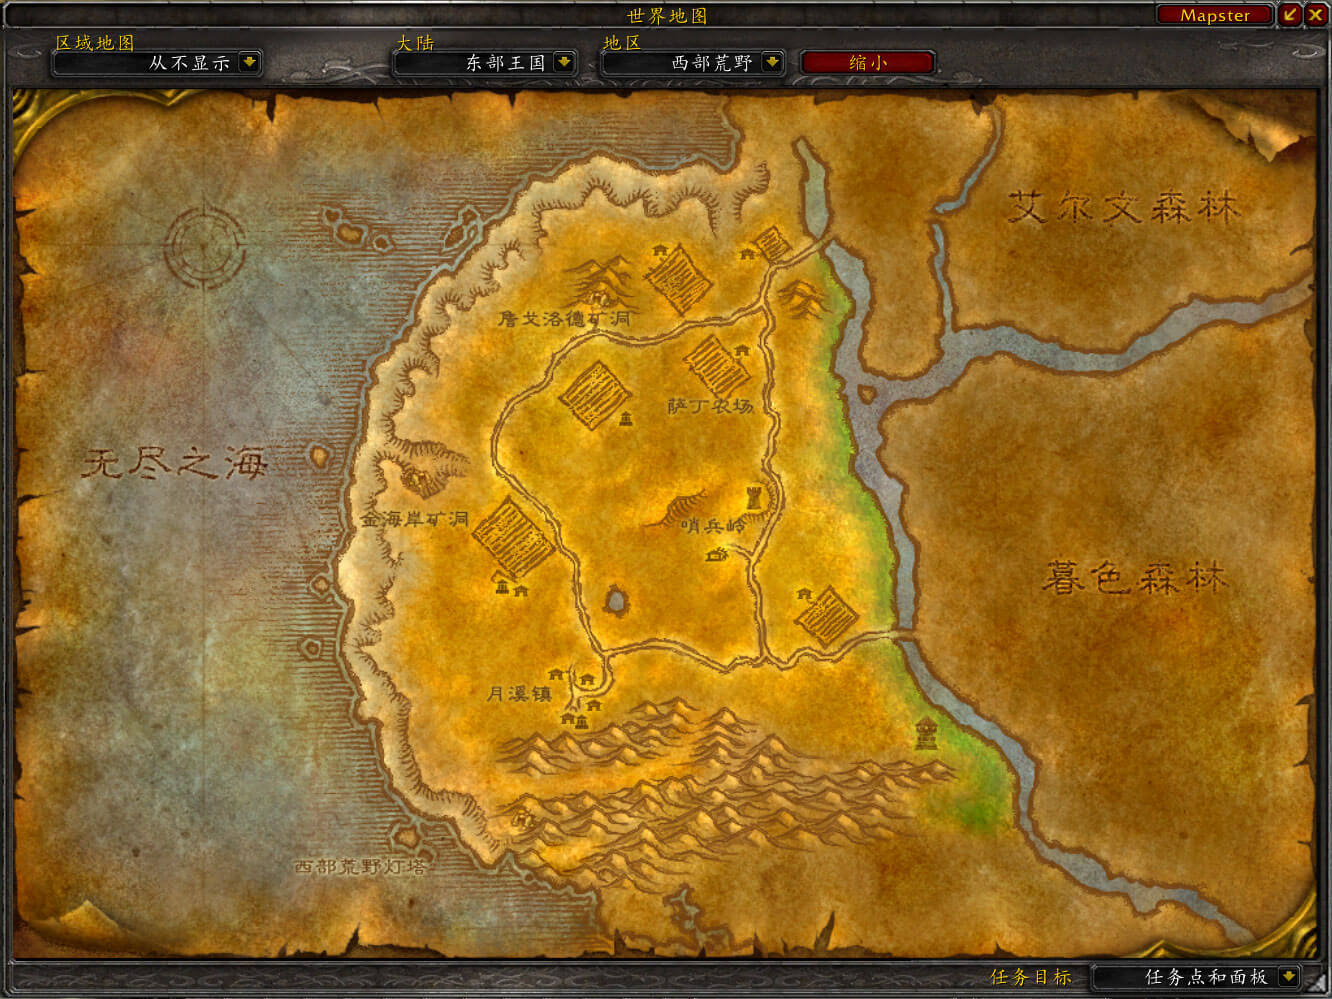 世界地图
Mapster
区域地图
大陆
地区
从不显示
东部王国
西部荒野
缩小
艾尔文森林
詹戈洛德矿洞
萨丁农场
无尽之海
金海岸矿洞
哨兵岭
暮色森林
月溪镇
西部荒野灯塔
任务目标
任务点和面板